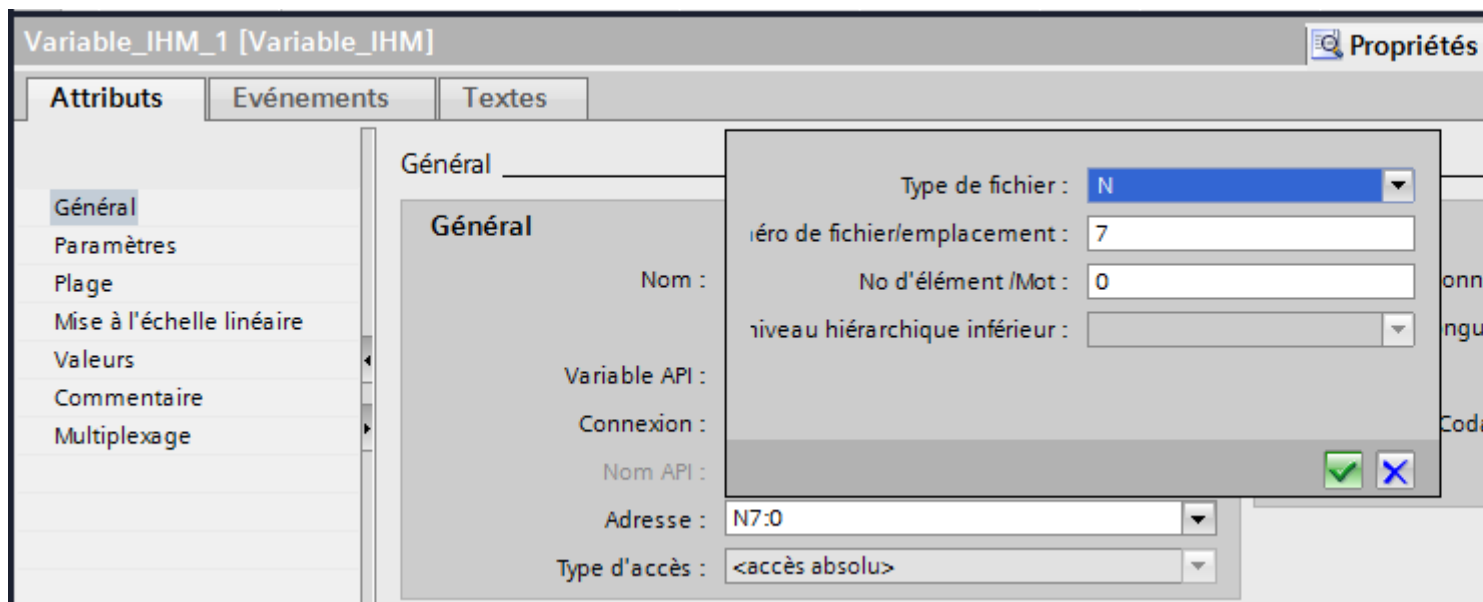 Variable_IHM_1 [Variable_IHM]
Propriétés
Attributs
Evénements
Textes
Général
Paramètres
Plage
Mise à l'échelle linéaire
Valeurs
Commentaire
Multiplexage
Général
Général
Nom :
Variable API :
Connexion :
Nom API :
Adresse : N7:0
Type d'accès : <accès absolu>
Type de fichier : N
éro de fichier/emplacement : 7
No d'élément /Mot : 0
niveau hiérarchique inférieur :
onn
ngu
Coda